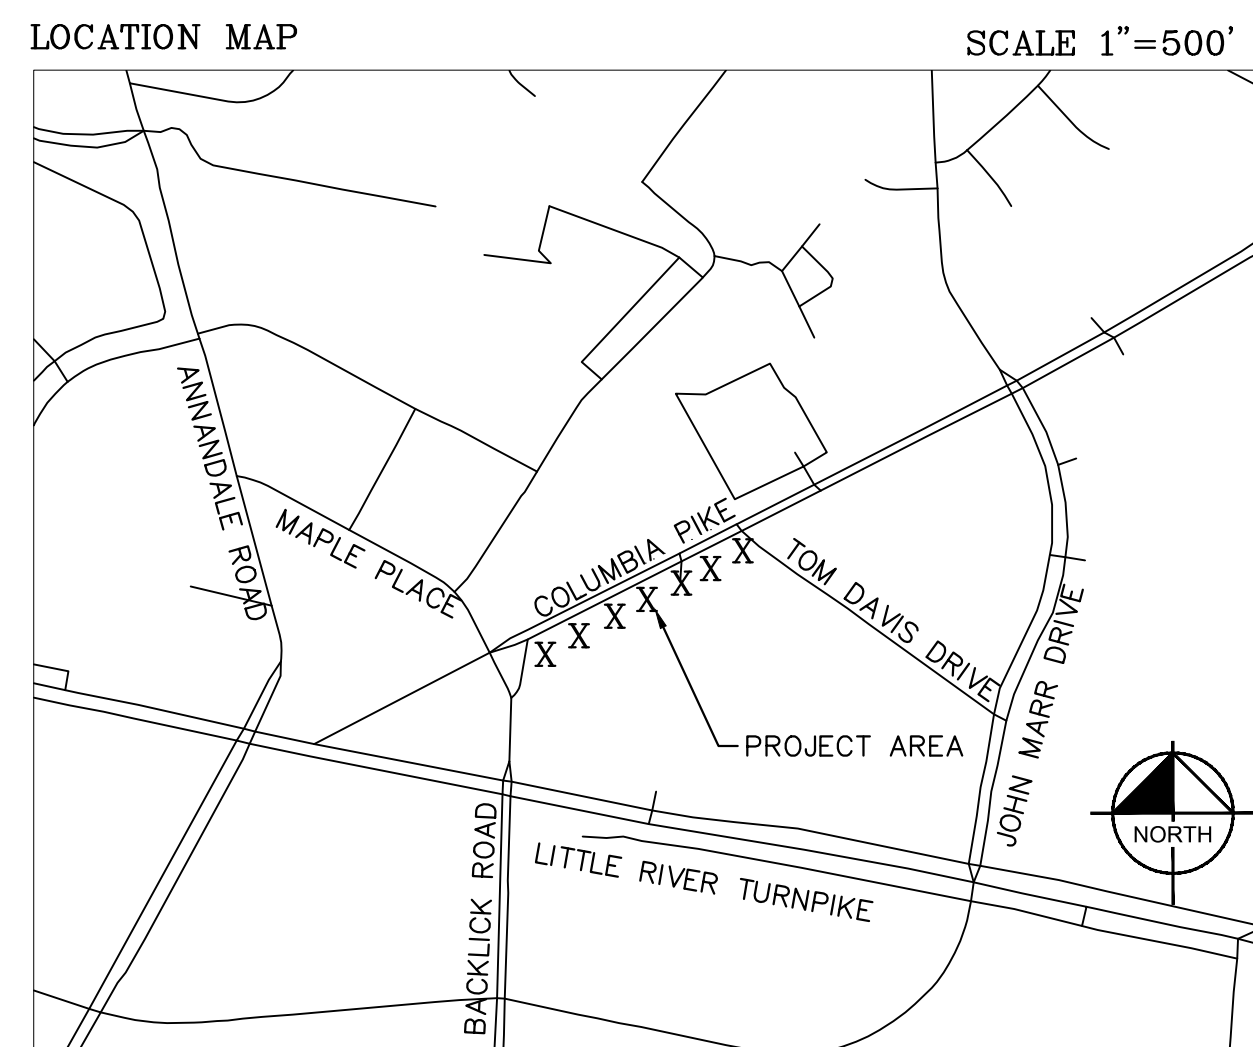 LOCATION MAP
SCALE 1"=500'
ANNANDALE ROAD
MAPLE PLACE
COLUMBIA PIKE
X X X X X X X
TOM DAVIS DRIVE
JOHN MARR DRIVE
PROJECT AREA
NORTH
BACKLICK ROAD
LITTLE RIVER TURNPIKE